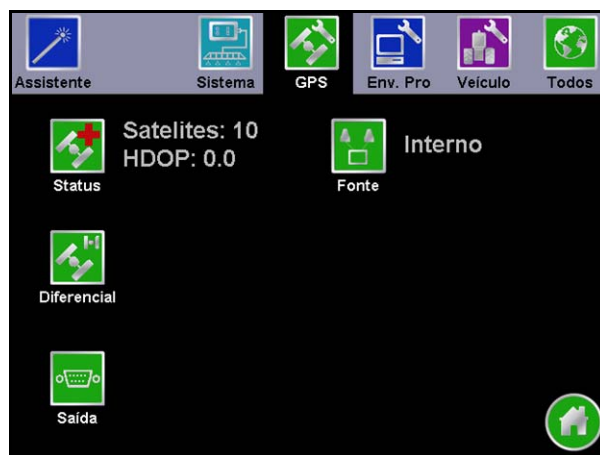 Assistente
Sistema
GPS
Env. Pro
Veículo
Todos
Satelites: 10
HDOP: 0.0
Status
Interno
Fonte
Diferencial
Saída